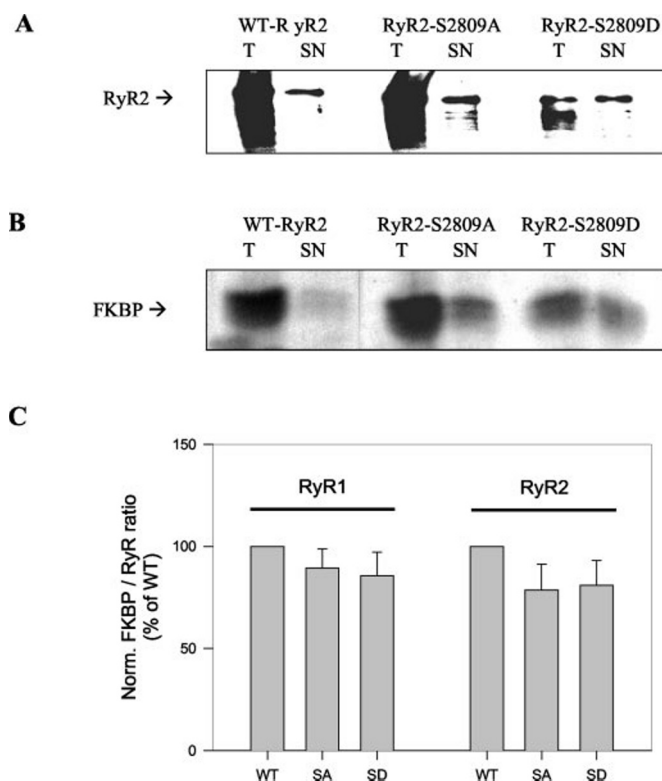 A
WT-R yR2 RyR2-S2809A RyR2-S2809D
T SN T SN T SN
RyR2 →
B
WT-RyR2 RyR2-S2809A RyR2-S2809D
T SN T SN T SN
FKBP →
C
150
100
50
0
Norm. FKBP / RyR ratio
(% of WT)
RyR1 RyR2
WT SA SD WT SA SD